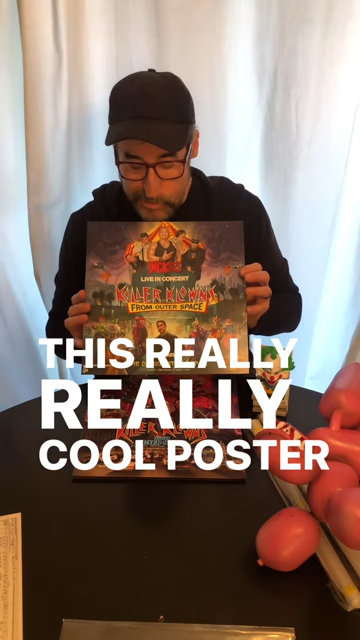 LIVE IN CONCERT
KILLER KLOWNS
FROM OUTER SPACE
THIS REALLY
REALLY
COOL POSTER
KILLER KLOWNS